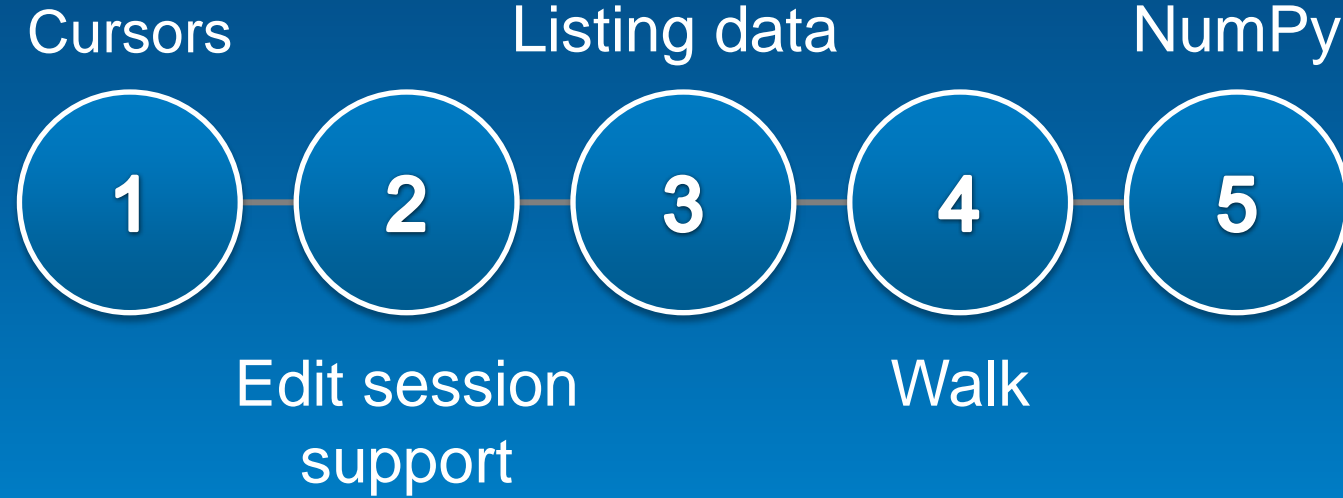 Cursors
Listing data
NumPy
1
2
3
4
5
Edit session
support
Walk